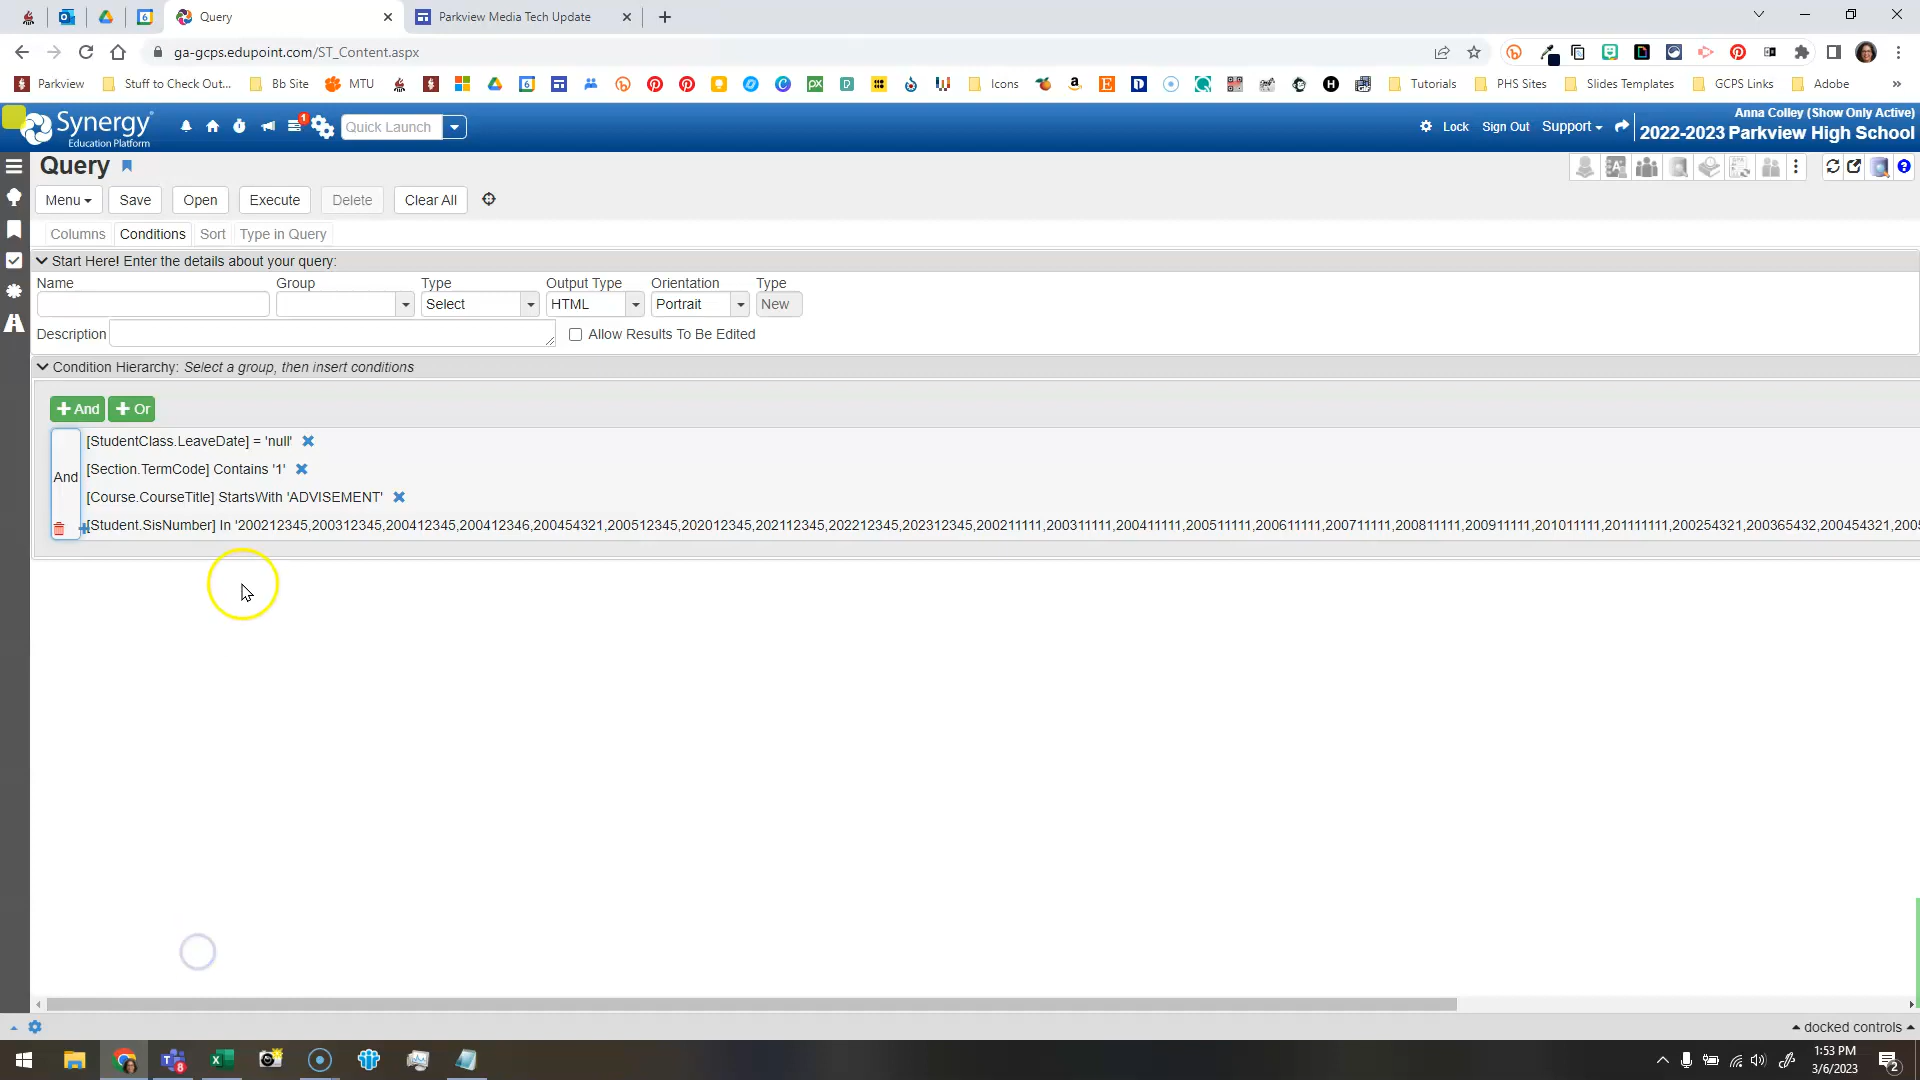 Query
Parkview Media Tech Update
ga-gcps.edupoint.com/ST_Content.aspx
Parkview
Stuff to Check Out...
Bb Site
MTU
Icons
Tutorials
PHS Sites
Slides Templates
GCPS Links
Adobe
»
Synergy
Education Platform
1
Quick Launch
Lock
Sign Out
Support
Anna Colley (Show Only Active)
2022-2023 Parkview High School
Query
Menu
Save
Open
Execute
Delete
Clear All
Columns
Conditions
Sort
Type in Query
Start Here! Enter the details about your query:
Name
Group
Type
Output Type
Orientation
Type
Select
HTML
Portrait
New
Description
Allow Results To Be Edited
Condition Hierarchy: Select a group, then insert conditions
+ And
+ Or
And
[StudentClass.LeaveDate] = 'null'
[Section.TermCode] Contains '1'
[Course.CourseTitle] StartsWith 'ADVISEMENT'
[Student.SisNumber] In '200212345,200312345,200412345,200412346,200454321,200512345,202012345,202112345,202212345,202312345,200211111,200311111,200411111,200511111,200611111,200711111,200811111,200911111,201011111,201111111,200254321,200365432,200454321,2005
docked controls
1:53 PM
3/6/2023
8
2